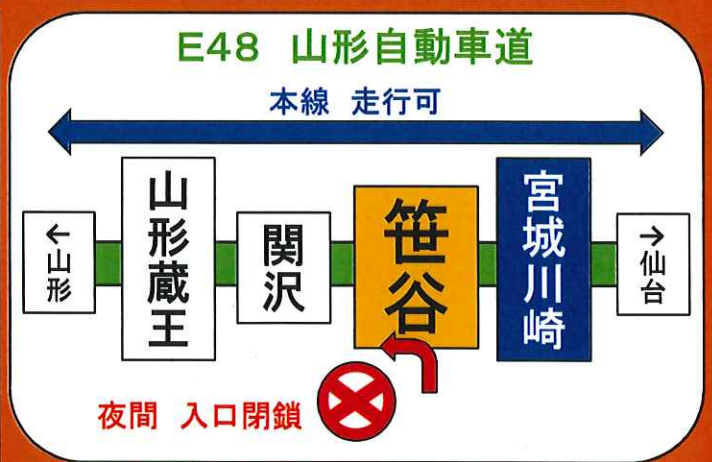 E48 山形自動車道
本線 走行可
←山形
山形蔵王
関沢
笹谷
宮城川崎
→仙台
夜間 入口閉鎖